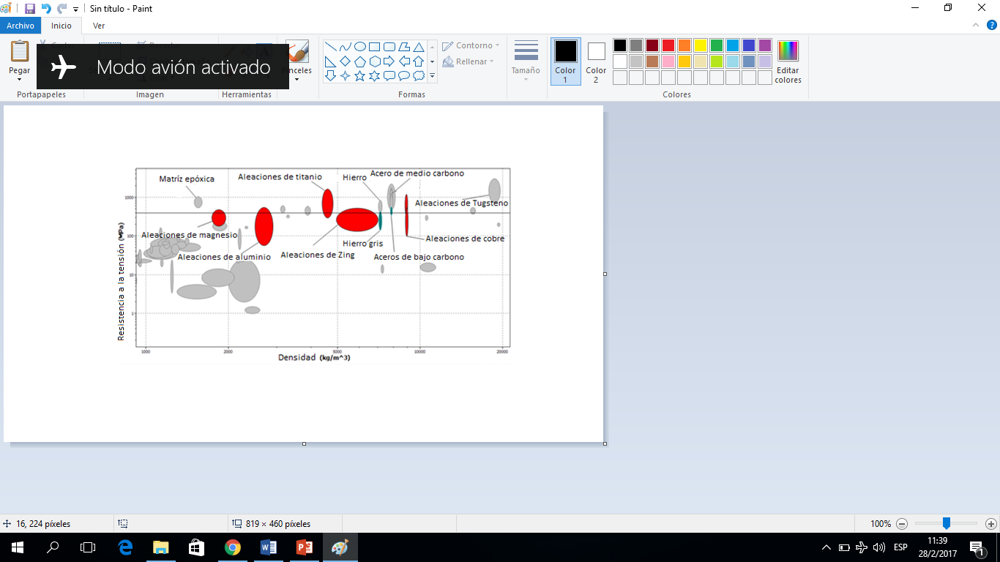 Sin título - Paint
Archivo Inicio Ver
Modo avión activado
Pegar
Pinceles
Contorno
Rellenar
Tamaño
Color 1
Color 2
Editar colores
Portapapeles Imagen Herramientas Formas Colores
Matríz epóxica
Aleaciones de titanio
Hierro
Acero de medio carbono
Aleaciones de Tugsteno
Aleaciones de magnesio
Aleaciones de cobre
Hierro gris
Aleaciones de aluminio
Aleaciones de Zing
Aceros de bajo carbono
Resistencia a la tensión (MPa)
1000
100
10
1
1000 2000 5000 10000 20000
Densidad (kg/m^3)
16, 224 píxeles
819 × 460 píxeles
100%
ESP
11:39
28/2/2017
1